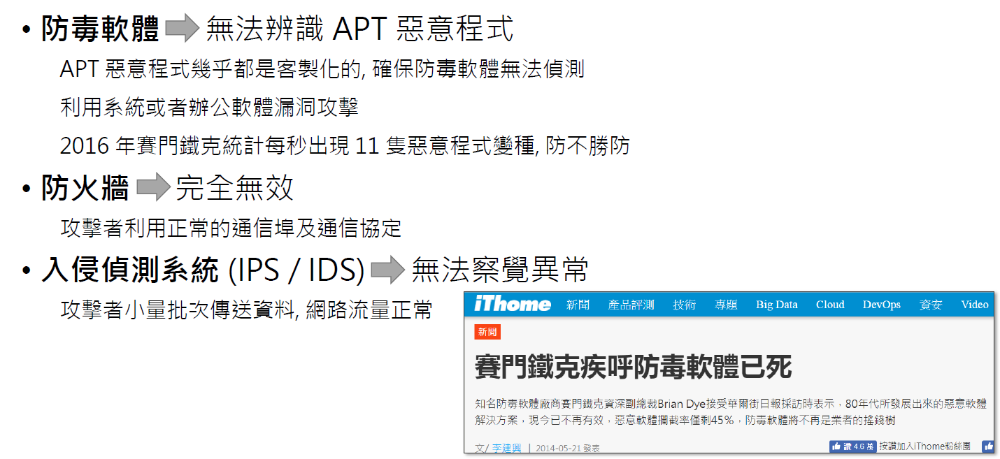 • 防毒軟體 無法辨識 APT 惡意程式
APT 惡意程式幾乎都是客製化的, 確保防毒軟體無法偵測
利用系統或者辦公軟體漏洞攻擊
2016 年賽門鐵克統計每秒出現 11 隻惡意程式變種, 防不勝防
• 防火牆 完全無效
攻擊者利用正常的通信埠及通信協定
• 入侵偵測系統 (IPS / IDS) 無法察覺異常
攻擊者小量批次傳送資料, 網路流量正常
iThome 新聞 產品評測 技術 專題 Big Data Cloud DevOps 資安 Video
新聞
賽門鐵克疾呼防毒軟體已死
知名防毒軟體廠商賽門鐵克資深副總裁Brian Dye接受華爾街日報採訪時表示，80年代所發展出來的惡意軟體
解決方案，現今已不再有效，惡意軟體攔截率僅剩45%，防毒軟體將不再是業者的搖錢樹
文/ 李建興 | 2014-05-21 發表 讚 4.6 萬 按讚加入iThome粉絲團